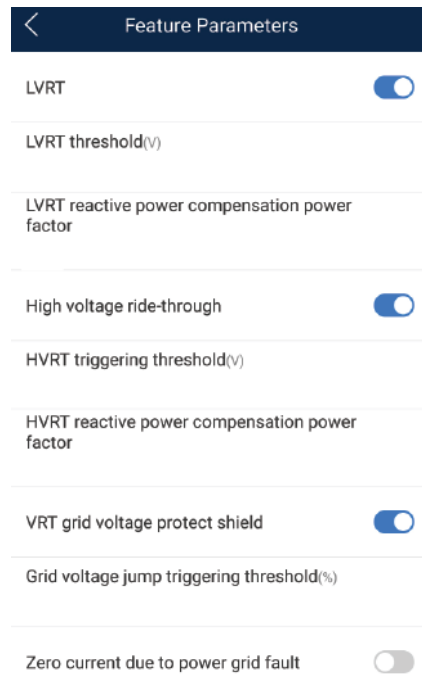 Feature Parameters
LVRT
LVRT threshold(V)
LVRT reactive power compensation power
factor
High voltage ride-through
HVRT triggering threshold(V)
HVRT reactive power compensation power
factor
VRT grid voltage protect shield
Grid voltage jump triggering threshold(%)
Zero current due to power grid fault